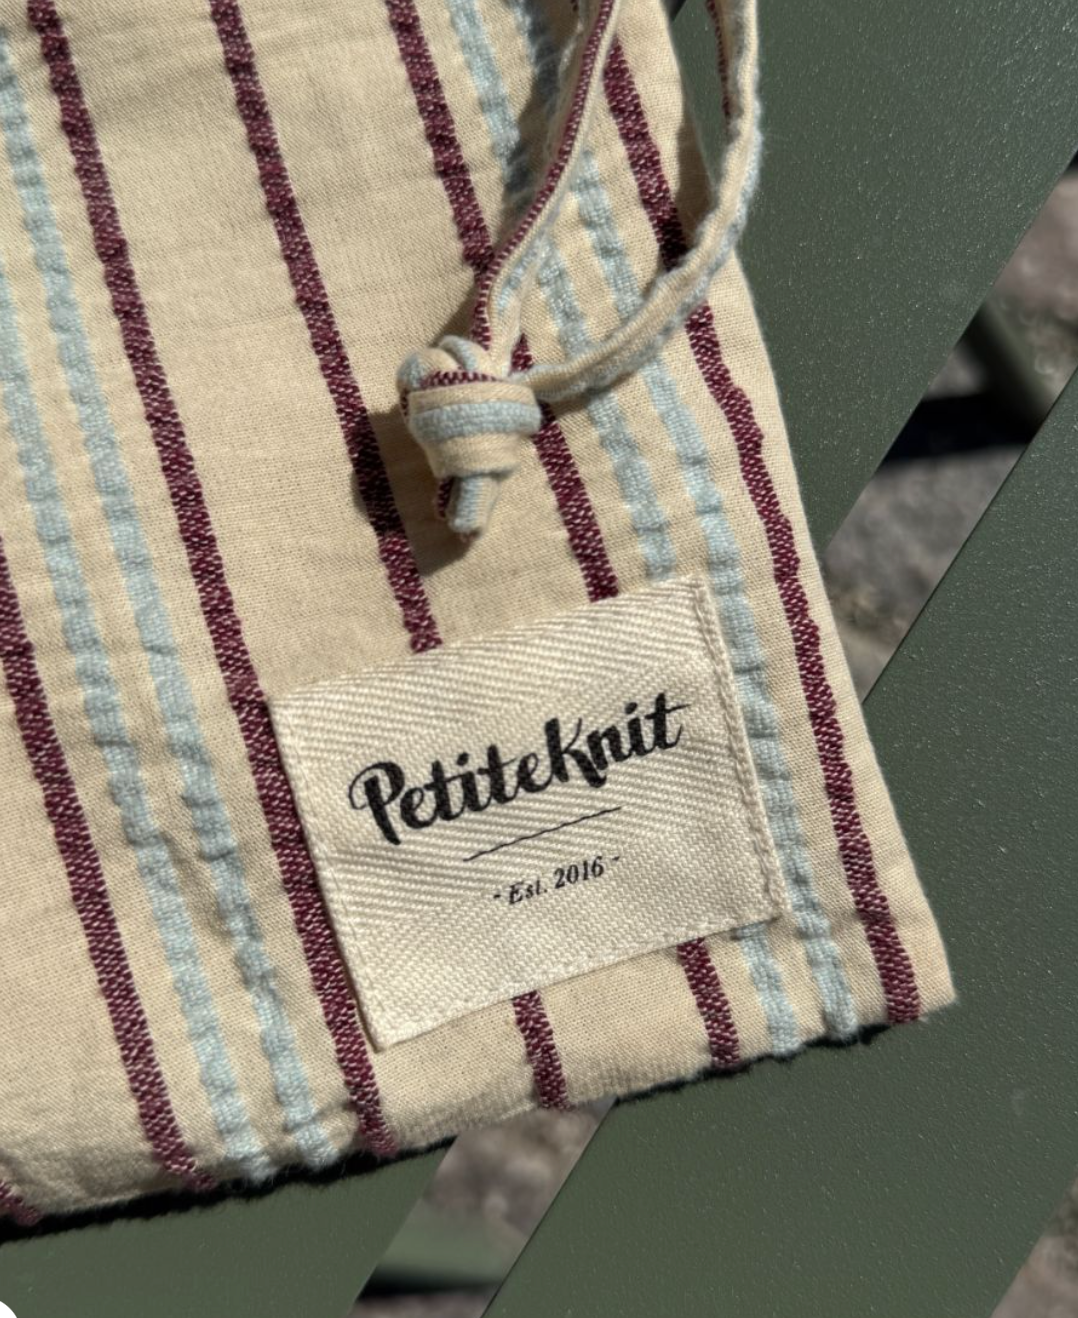 PetiteKnit
- Est. 2016 -